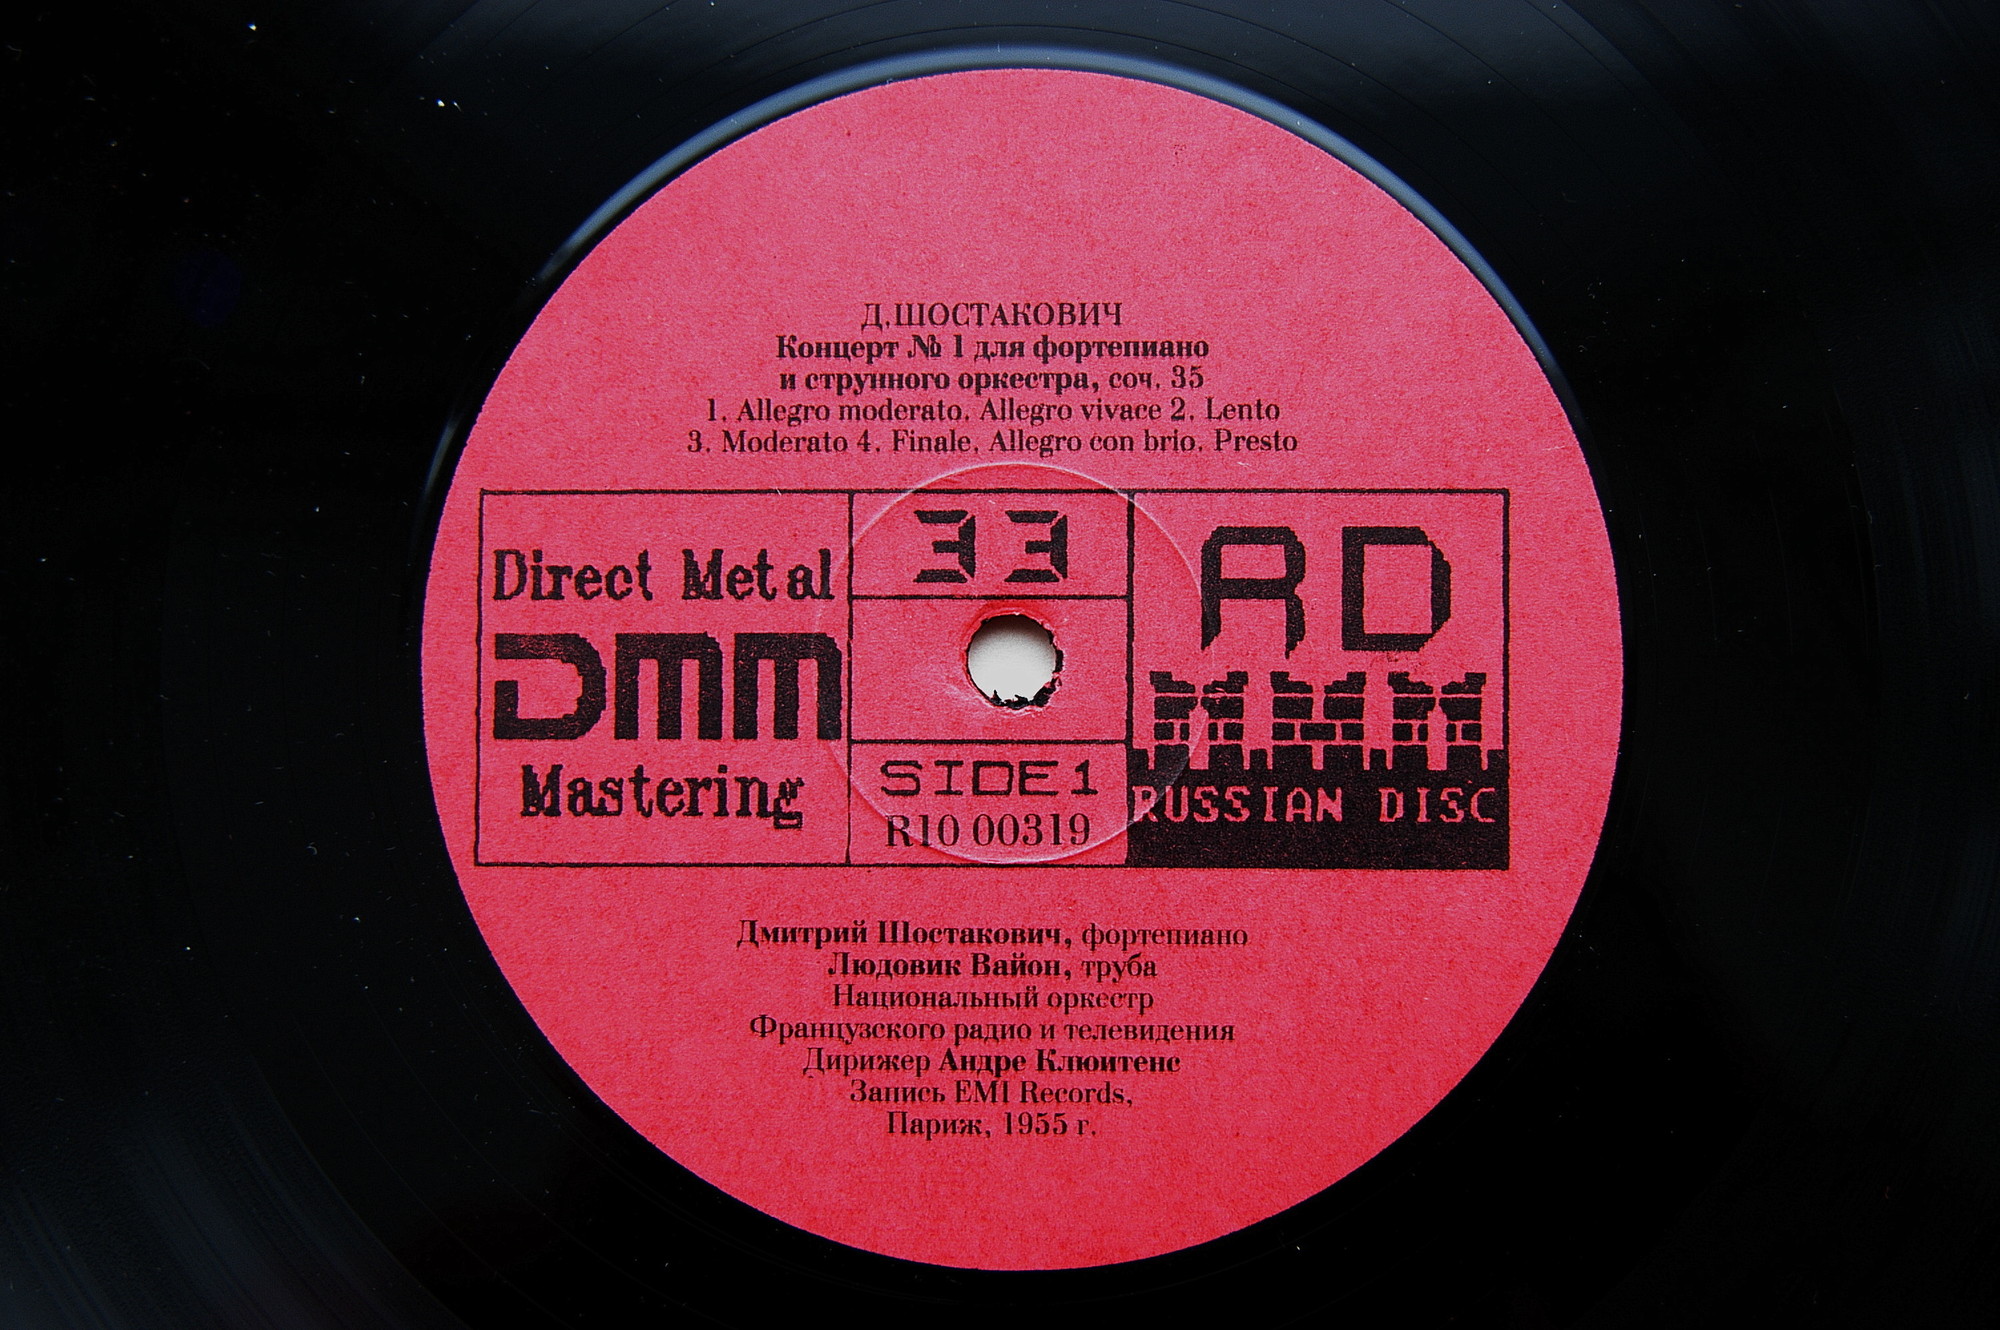 Д.ШОСТАКОВИЧ
Концерт № 1 для фортепиано
и струнного оркестра, соч. 35
1. Allegro moderato. Allegro vivace 2. Lento
3. Moderato 4. Finale. Allegro con brio. Presto
Direct Metal
DMM
Mastering
33
SIDE 1
R10 00319
RD
RUSSIAN DISC
Дмитрий Шостакович, фортепиано
Людовик Вайон, труба
Национальный оркестр
Французского радио и телевидения
Дирижер Андре Клюитенс
Запись EMI Records,
Париж, 1955 г.